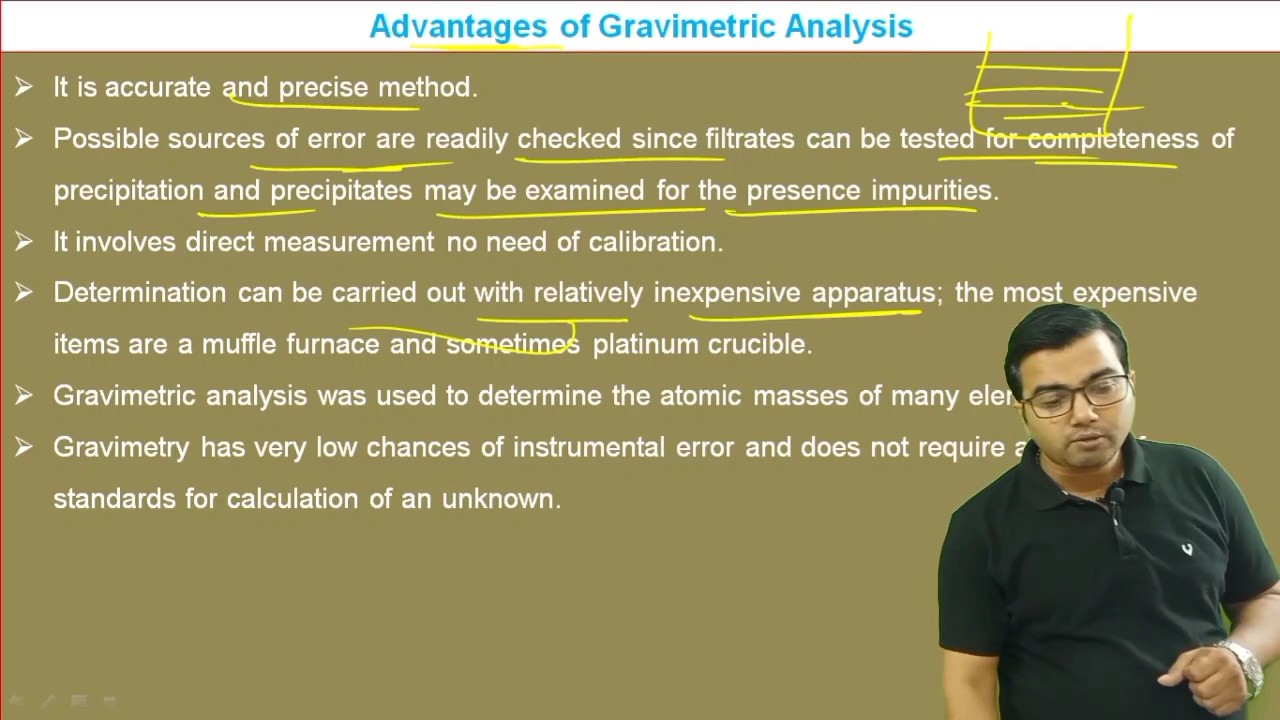 Advantages of Gravimetric Analysis
➢ It is accurate and precise method.
➢ Possible sources of error are readily checked since filtrates can be tested for completeness of
precipitation and precipitates may be examined for the presence impurities.
➢ It involves direct measurement no need of calibration.
➢ Determination can be carried out with relatively inexpensive apparatus; the most expensive
items are a muffle furnace and sometimes platinum crucible.
➢ Gravimetric analysis was used to determine the atomic masses of many
➢ Gravimetry has very low chances of instrumental error and does not require
standards for calculation of an unknown.